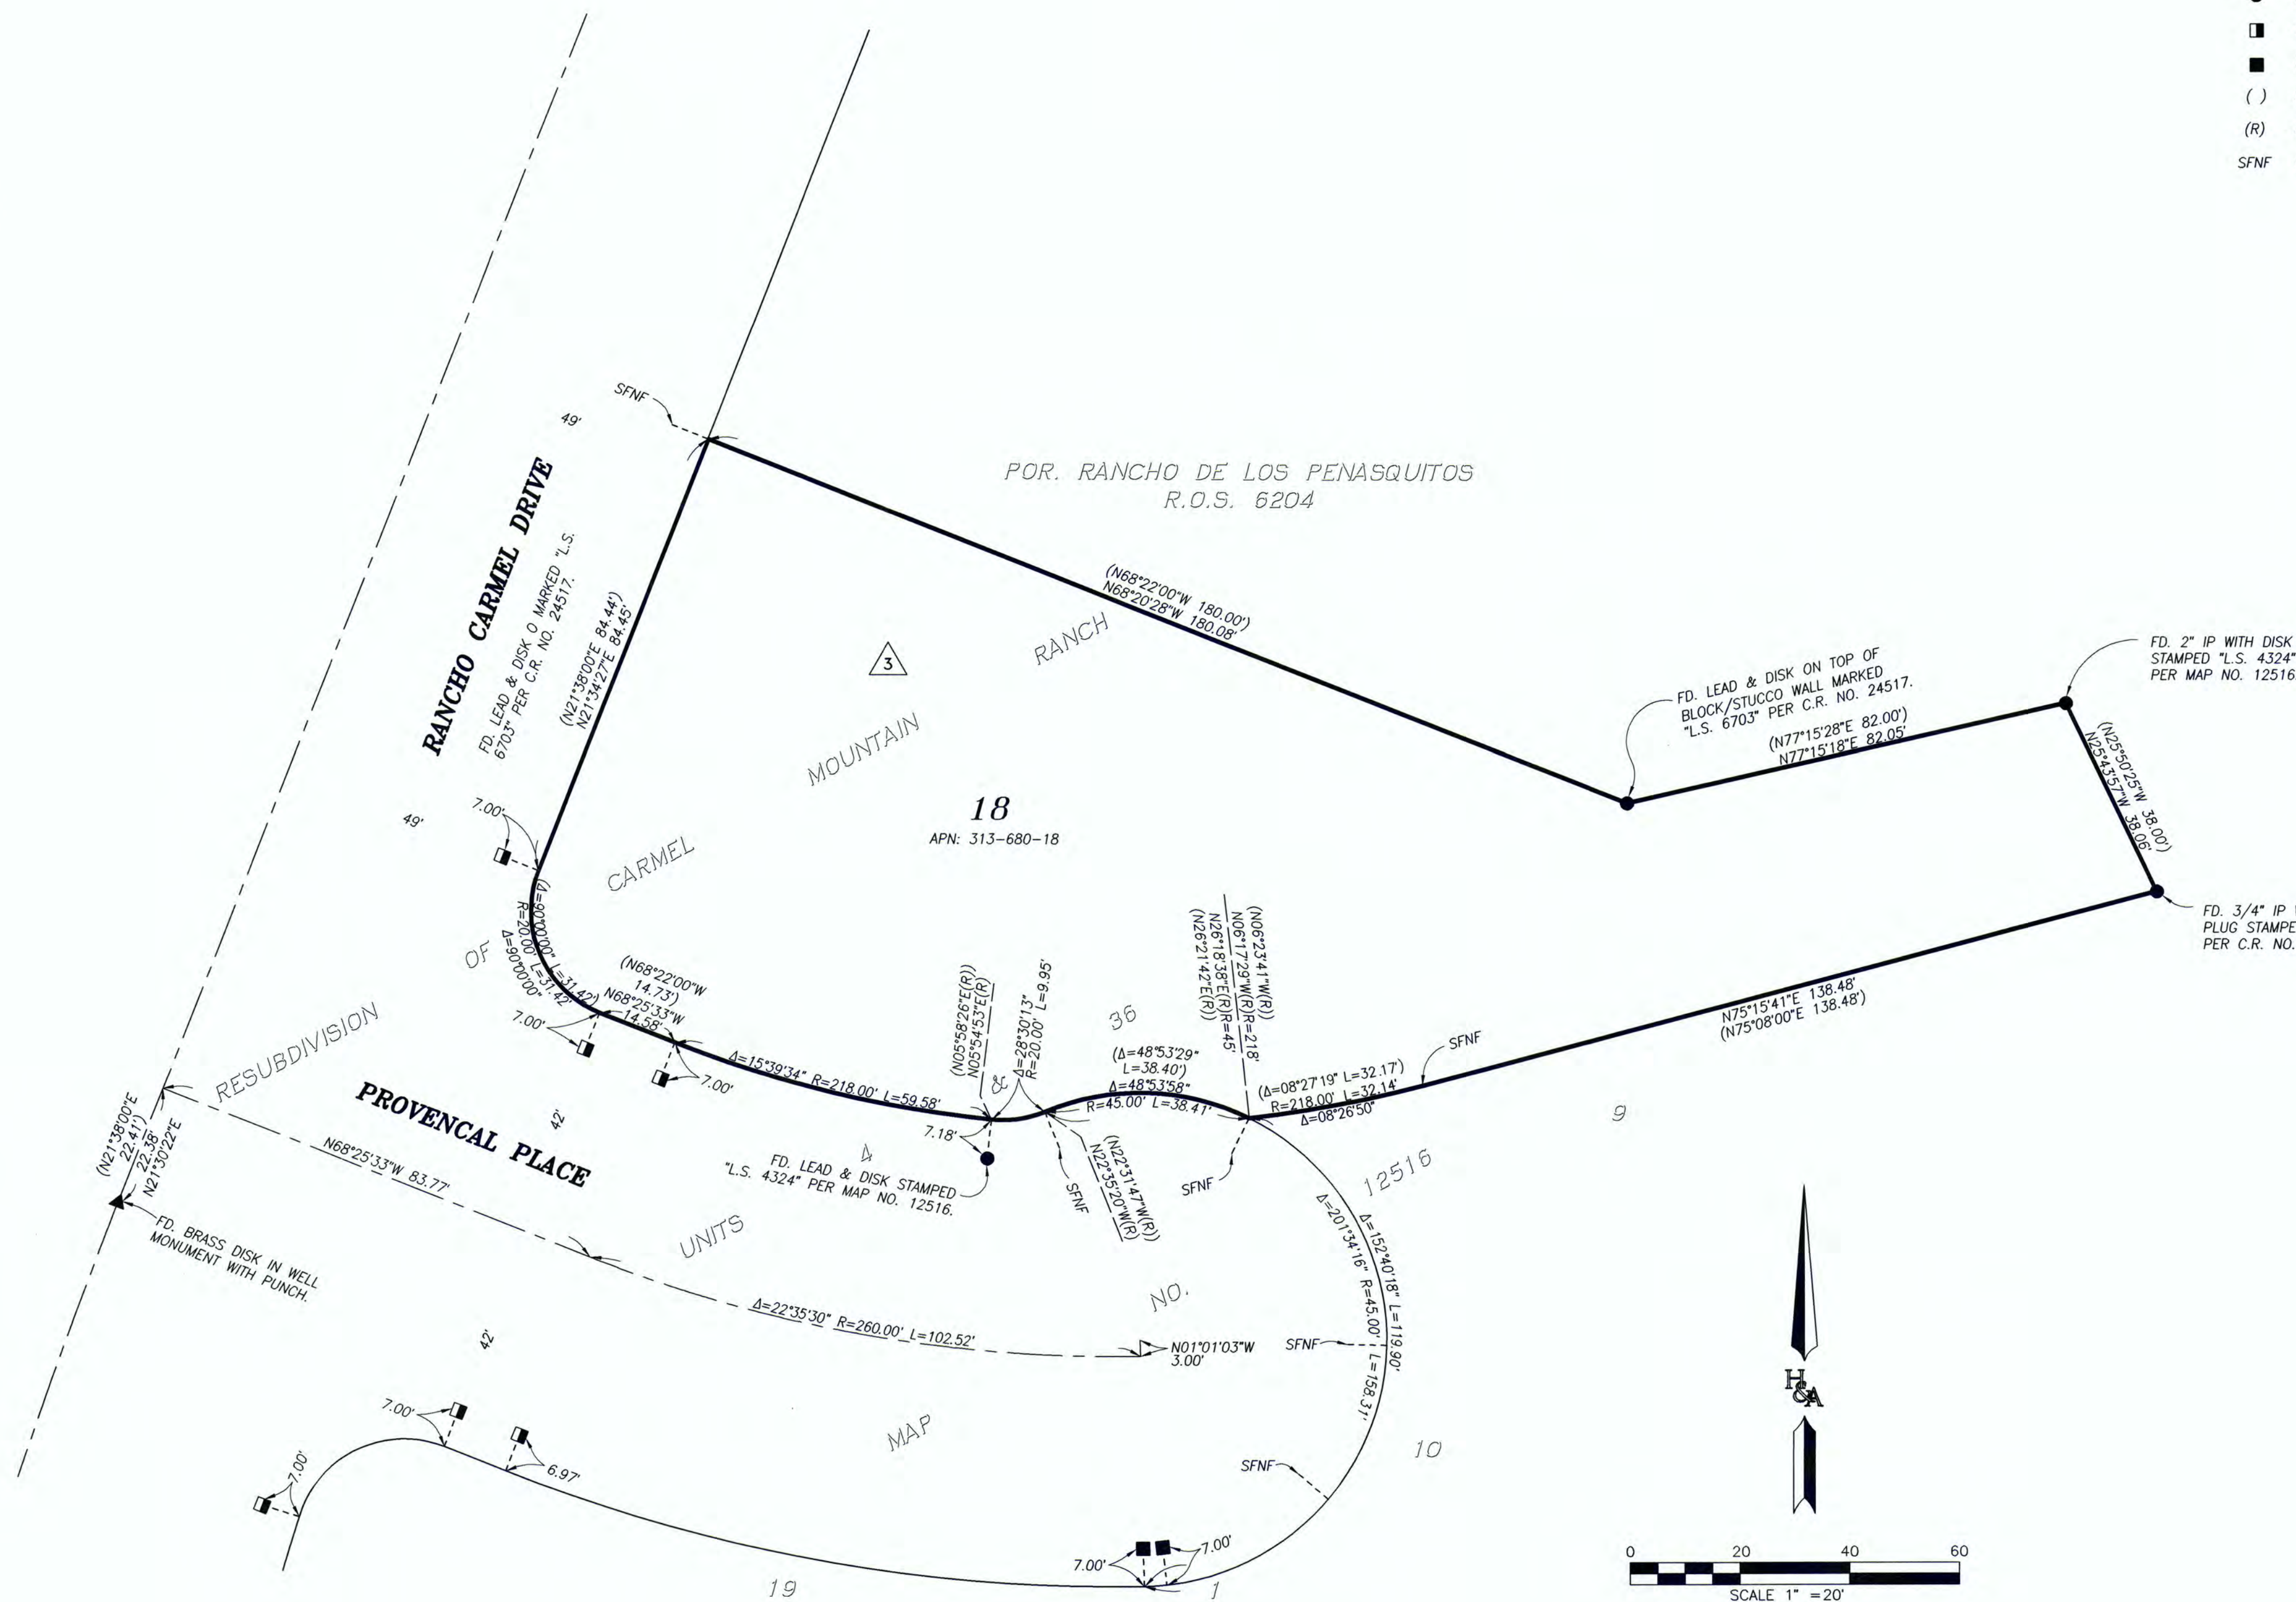 ( )
(R)
SFNF
SFNF
49'
RANCHO CARMEL DRIVE
FD. LEAD & DISK O MARKED "L.S.
6703" PER C.R. NO. 24517.
(N21°38'00"E 84.44')
N21°34'27"E 84.45'
49'
7.00'
POR. RANCHO DE LOS PENASQUITOS
R.O.S. 6204
(N68°22'00"W 180.00')
N68°20'28"W 180.08'
3
RANCH
MOUNTAIN
CARMEL
OF
RESUBDIVISION
18
APN: 313-680-18
FD. LEAD & DISK ON TOP OF
BLOCK/STUCCO WALL MARKED
"L.S. 6703" PER C.R. NO. 24517.
(N77°15'28"E 82.00')
N77°15'18"E 82.05'
FD. 2" IP WITH DISK
STAMPED "L.S. 4324"
PER MAP NO. 12516
(N25°50'25"W 38.00')
N25°43'57"W 38.06'
FD. 3/4" IP
PLUG STAMPE
PER C.R. NO.
N75°15'41"E 138.48'
(N75°08'00"E 138.48')
(Δ=90°00'00" L=31.42')
R=20.00' L=31.42'
Δ=90°00'00"
(N68°22'00"W
14.73')
N68°25'33"W
14.58'
7.00'
7.00'
Δ=15°39'34" R=218.00' L=59.58'
(N05°58'26"E(R))
N05°54'53"E(R)
&
Δ=28°30'13"
R=20.00' L=9.95'
36
(Δ=48°53'29"
L=38.40')
Δ=48°53'58"
R=45.00' L=38.41'
(N06°23'41"W(R))
N06°17'29"W(R)R=218'
N26°18'38"E(R)R=45'
(N26°21'42"E(R))
(Δ=08°27'19" L=32.17')
R=218.00' L=32.14'
Δ=08°26'50"
SFNF
9
7.18'
4
FD. LEAD & DISK STAMPED
"L.S. 4324" PER MAP NO. 12516.
SFNF
(N22°31'47"W(R))
N22°35'20"W(R)
SFNF
12516
PROVENCAL PLACE
42'
(N21°38'00"E
22.41')
22.38'
N21°30'22"E
N68°25'33"W 83.77'
FD. BRASS DISK IN WELL
MONUMENT WITH PUNCH.
UNITS
Δ=22°35'30" R=260.00' L=102.52'
NO.
N01°01'03"W
3.00'
Δ=152°40'18" L=119.90'
Δ=201°34'16" R=45.00' L=158.31'
SFNF
42'
7.00'
6.97'
7.00'
MAP
SFNF
10
7.00'
7.00'
19
1
H&A
0 20 40 60
SCALE 1" =20'